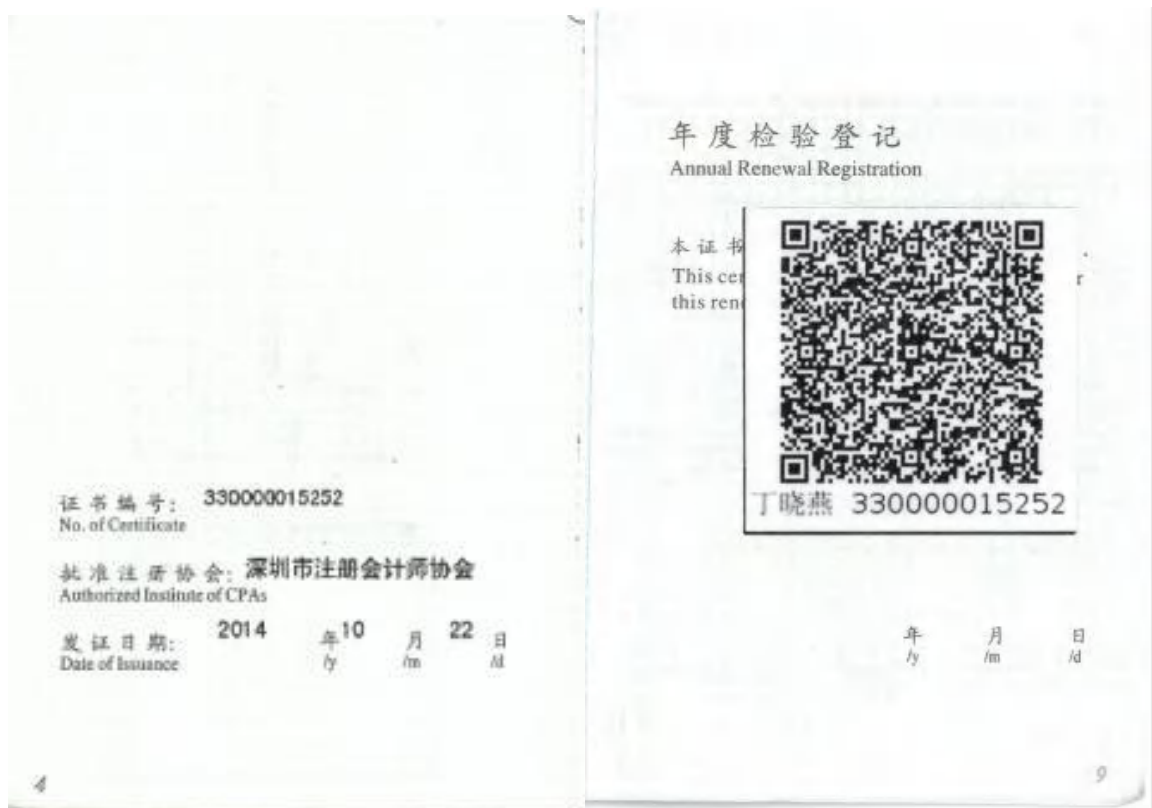 证书编号: 330000015252
No. of Certificate
批准注册协会: 深圳市注册会计师协会
Authorized Institute of CPAs
发证日期: 2014 年 10 月 22 日
Date of Issuance /y /m /d
4
年度检验登记
Annual Renewal Registration
本证书
This cer
this ren
丁晓燕 330000015252
年 月 日
/y /m /d
9